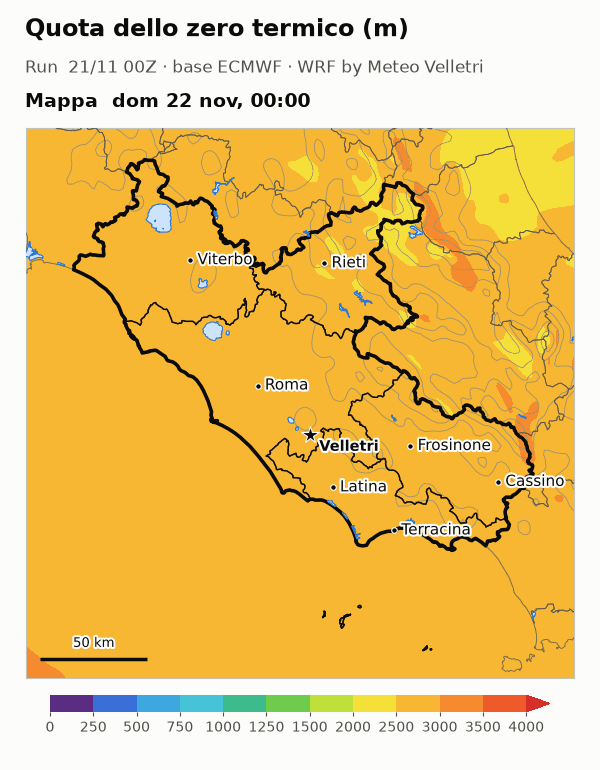 Quota dello zero termico (m)
Run  21/11 00Z · base ECMWF · WRF by Meteo Velletri
Mappa  dom 22 nov, 00:00
Viterbo
Rieti
Roma
Velletri
Frosinone
Cassino
Latina
Terracina
50 km
0 250 500 750 1000 1250 1500 2000 2500 3000 3500 4000